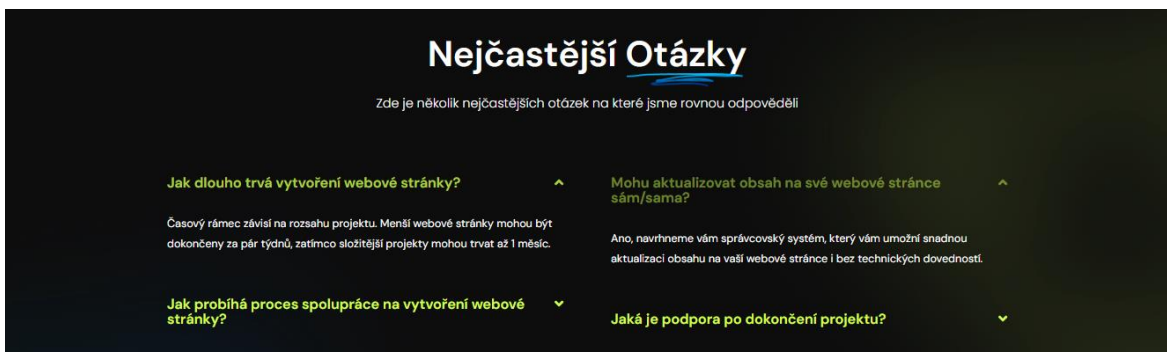 Nejčastější Otázky
Zde je několik nejčastějších otázek na které jsme rovnou odpověděli
Jak dlouho trvá vytvoření webové stránky?
Časový rámec závisí na rozsahu projektu. Menší webové stránky mohou být
dokončeny za pár týdnů, zatímco složitější projekty mohou trvat až 1 měsíc.
Jak probíhá proces spolupráce na vytvoření webové
stránky?
Mohu aktualizovat obsah na své webové stránce
sám/sama?
Ano, navrhneme vám správcovský systém, který vám umožní snadnou
aktualizaci obsahu na vaší webové stránce i bez technických dovedností.
Jaká je podpora po dokončení projektu?